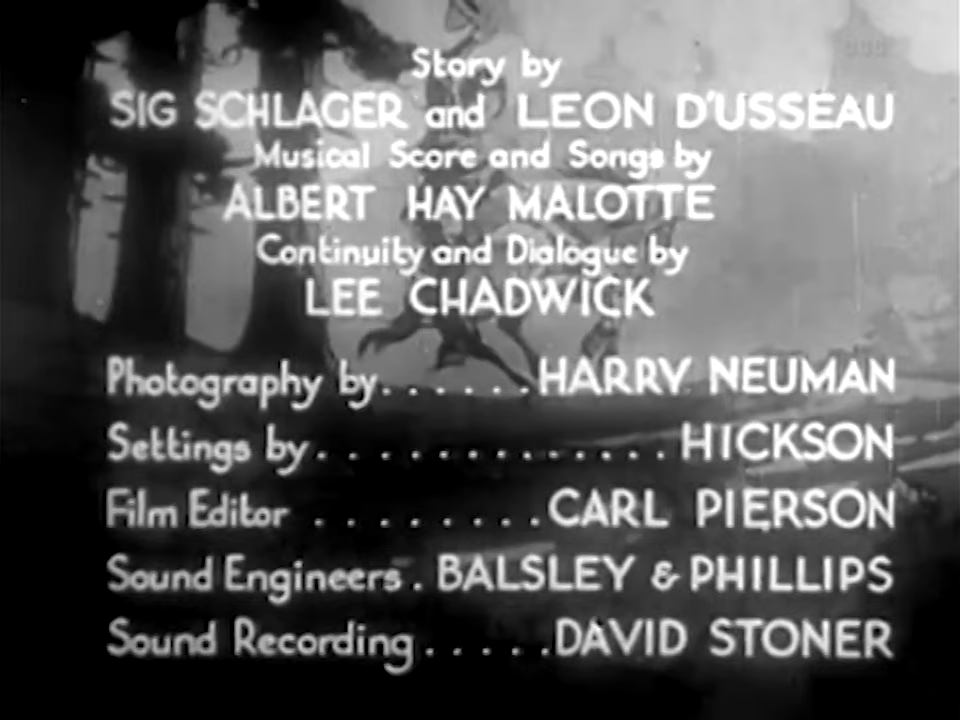 Story by
SIG SCHLAGER and LEON D'USSEAU
Musical Score and Songs by
ALBERT HAY MALOTTE
Continuity and Dialogue by
LEE CHADWICK
Photography by......HARRY NEUMAN
Settings by.............HICKSON
Film Editor .........CARL PIERSON
Sound Engineers . BALSLEY & PHILLIPS
Sound Recording.....DAVID STONER